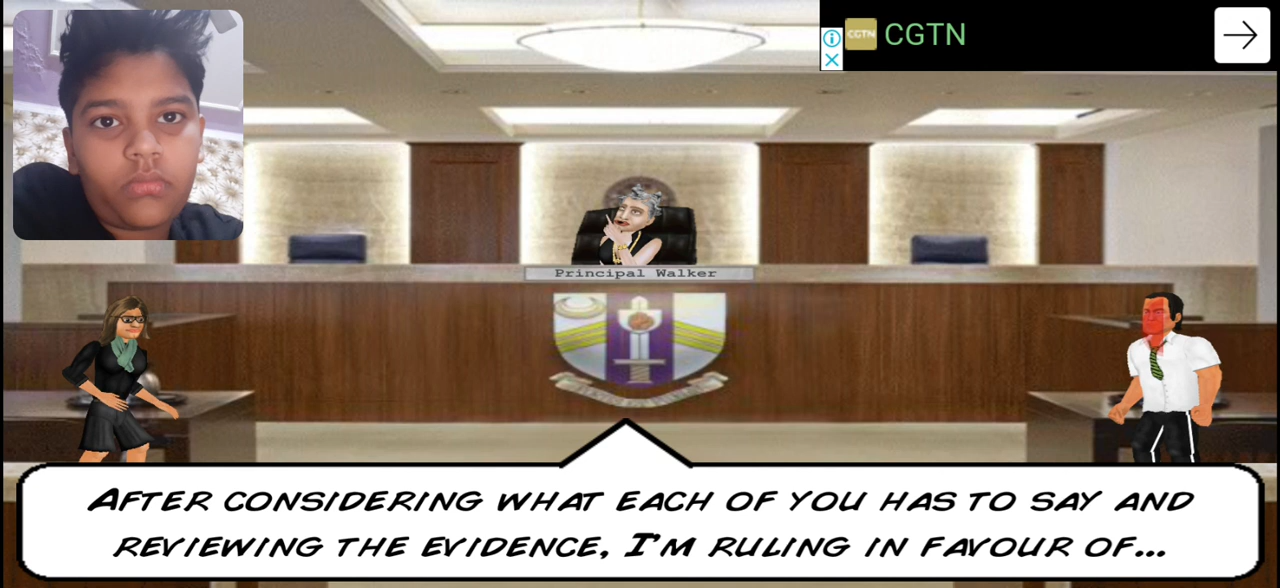 CGTN CGTN
Principal Walker
AFTER CONSIDERING WHAT EACH OF YOU HAS TO SAY AND
REVIEWING THE EVIDENCE, I'M RULING IN FAVOUR OF...